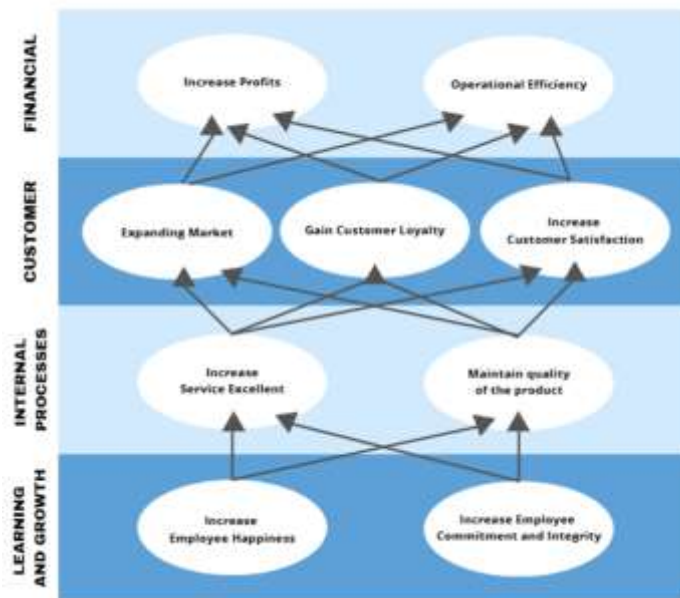 FINANCIAL
Increase Profits
Operational Efficiency
CUSTOMER
Expanding Market
Gain Customer Loyalty
Increase
Customer Satisfaction
INTERNAL
PROCESSES
Increase
Service Excellent
Maintain quality
of the product
LEARNING
AND GROWTH
Increase
Employee Happiness
Increase Employee
Commitment and Integrity